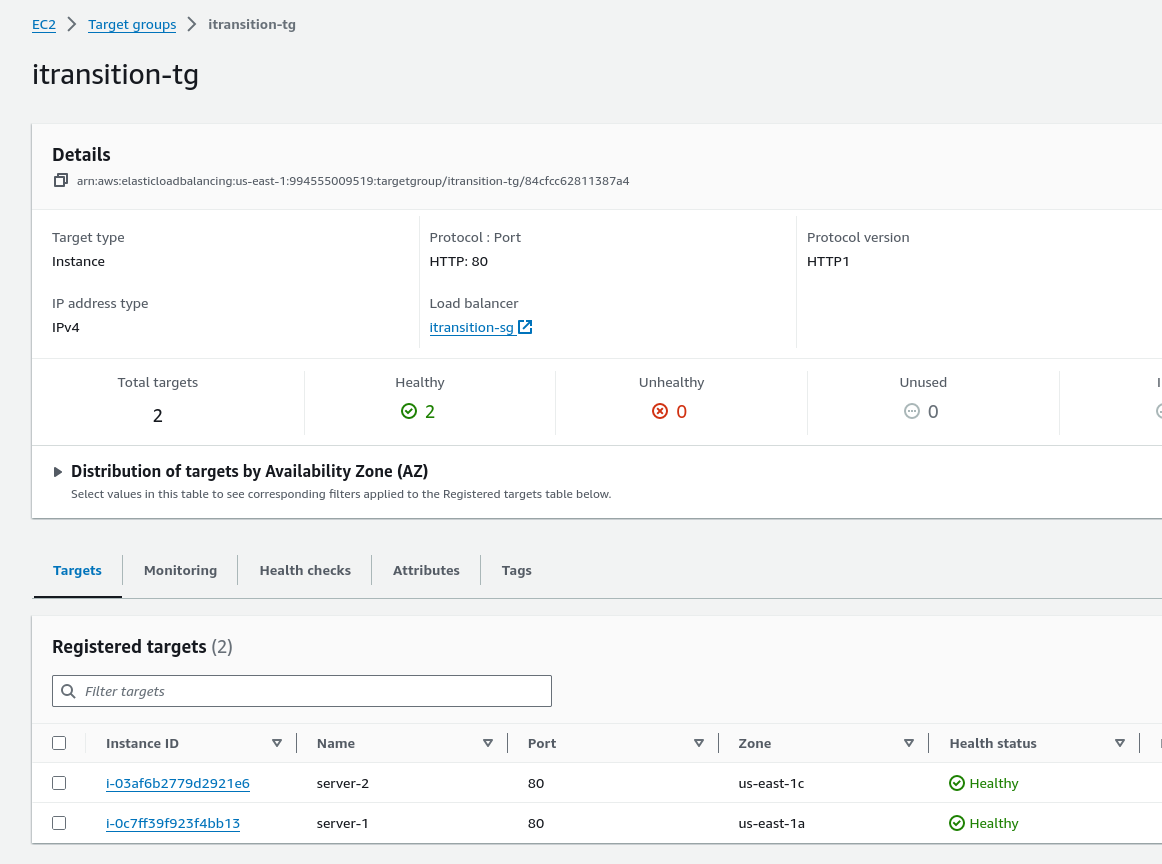 EC2 > Target groups > itransition-tg
itransition-tg
Details
arn:aws:elasticloadbalancing:us-east-1:994555009519:targetgroup/itransition-tg/84cfcc62811387a4
Target type
Instance
Protocol : Port
HTTP: 80
Protocol version
HTTP1
IP address type
IPv4
Load balancer
itransition-sg
Total targets
2
Healthy
2
Unhealthy
0
Unused
0
Distribution of targets by Availability Zone (AZ)
Select values in this table to see corresponding filters applied to the Registered targets table below.
Targets Monitoring Health checks Attributes Tags
Registered targets (2)
Filter targets
Instance ID Name Port Zone Health status
i-03af6b2779d2921e6 server-2 80 us-east-1c Healthy
i-0c7ff39f923f4bb13 server-1 80 us-east-1a Healthy